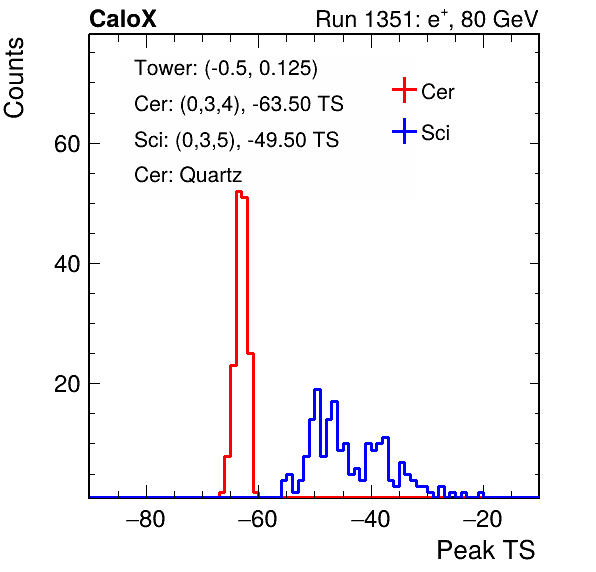 CaloX Run 1351: e⁺, 80 GeV
Counts
Tower: (-0.5, 0.125)
Cer: (0,3,4), -63.50 TS
Sci: (0,3,5), -49.50 TS
Cer: Quartz
Cer
Sci
60
40
20
−80 −60 −40 −20
Peak TS